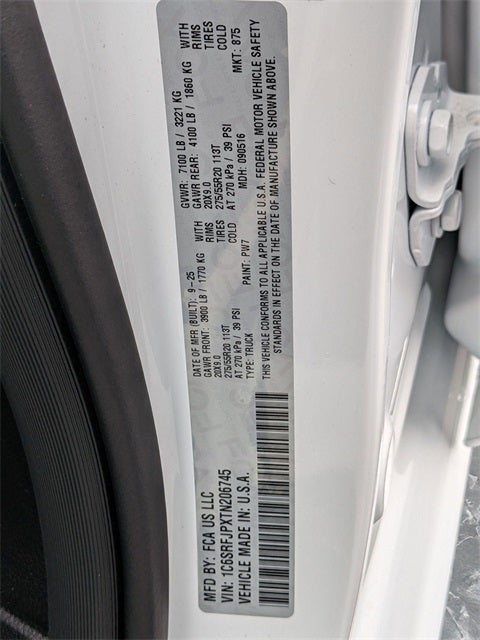 MFD BY: FCA US LLC
VIN: 1C6SRFJPXTN206745
VEHICLE MADE IN: U.S.A.
DATE OF MFR (BUILT): 9-25
GAWR FRONT: 3900 LB / 1770 KG WITH
20X9.0 RIMS
275/55R20 113T TIRES
AT 270 kPa / 39 PSI COLD
TYPE: TRUCK PAINT: PW7
GVWR: 7100 LB / 3221 KG
GAWR REAR: 4100 LB / 1860 KG WITH
20X9.0 RIMS
275/55R20 113T TIRES
AT 270 kPa / 39 PSI COLD
MDH: 090516 MKT: 875
THIS VEHICLE CONFORMS TO ALL APPLICABLE U.S.A. FEDERAL MOTOR VEHICLE SAFETY
STANDARDS IN EFFECT ON THE DATE OF MANUFACTURE SHOWN ABOVE.